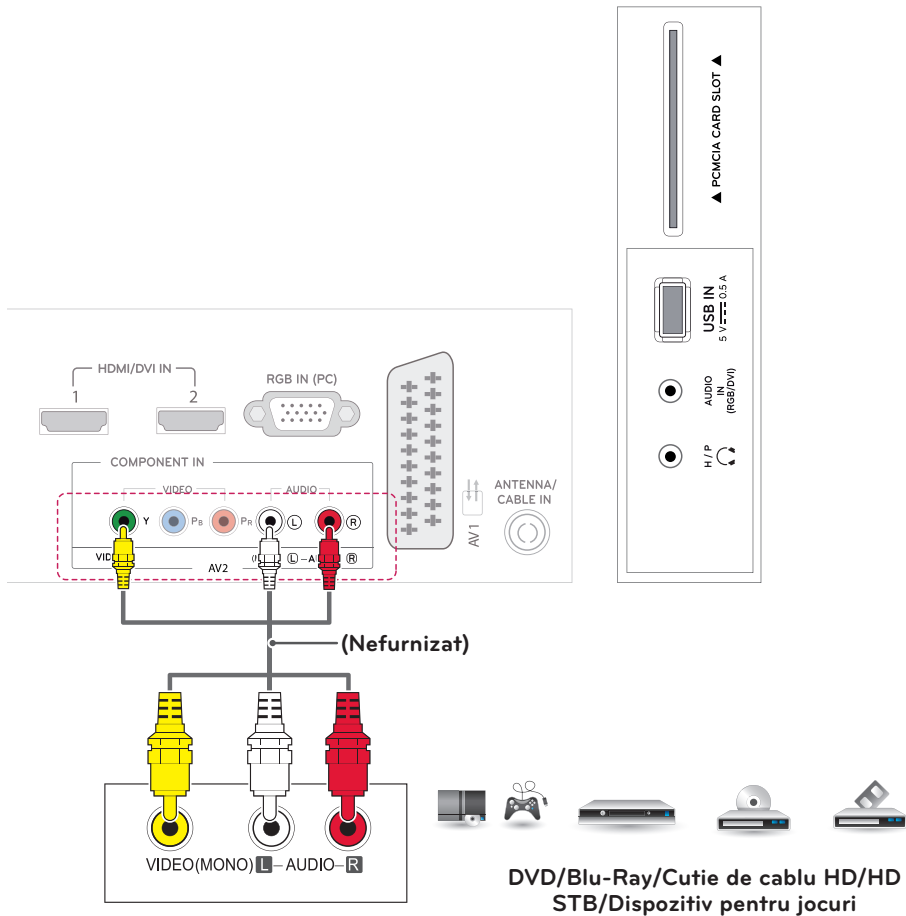 ▲ PCMCIA CARD SLOT ▲
USB IN
5 V 0.5 A
AUDIO
IN
(RGB/DVI)
H / P
HDMI/DVI IN
1
2
RGB IN (PC)
COMPONENT IN
VIDEO
AUDIO
Y
PB
PR
L
R
L
R
AV2
AV1
ANTENNA/
CABLE IN
(Nefurnizat)
VIDEO(MONO) L – AUDIO – R
DVD/Blu-Ray/Cutie de cablu HD/HD
STB/Dispozitiv pentru jocuri